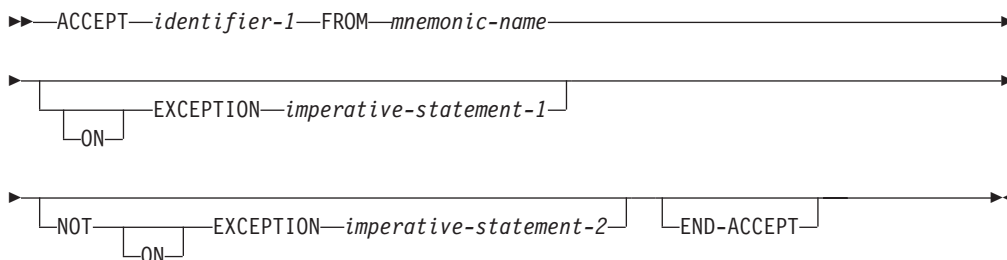 ACCEPT identifier-1 FROM mnemonic-name
EXCEPTION imperative-statement-1
ON
NOT EXCEPTION imperative-statement-2 END-ACCEPT
ON